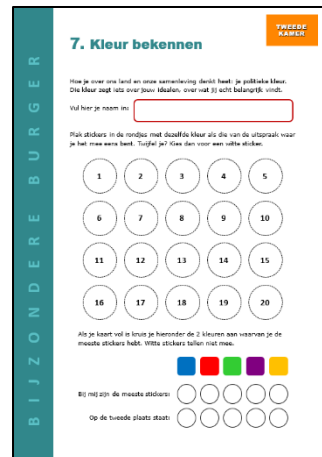 TWEEDE
KAMER
7. Kleur bekennen
Hoe je over ons land en onze samenleving denkt heet: je politieke kleur.
Die kleur zegt iets over jouw idealen, over wat jij echt belangrijk vindt.
Vul hier je naam in:
Plak stickers in de rondjes met dezelfde kleur als die van de uitspraak waar
je het mee eens bent. Twijfel je? Kies dan voor een witte sticker.
1 2 3 4 5
6 7 8 9 10
11 12 13 14 15
16 17 18 19 20
Als je kaart vol is kruis je hieronder de 2 kleuren aan waarvan je de
meeste stickers hebt. Witte stickers tellen niet mee.
Bij mij zijn de meeste stickers:
Op de tweede plaats staat:
BIJZONDERE BURGER